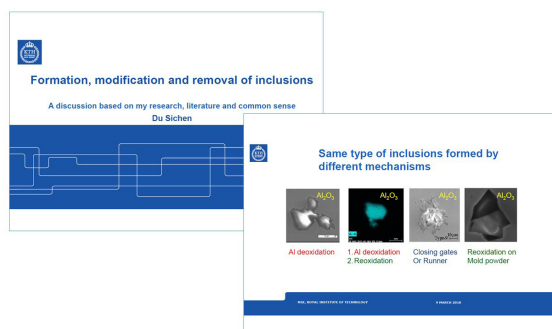 KTH
Formation, modification and removal of inclusions
A discussion based on my research, literature and common sense
Du Sichen
Same type of inclusions formed by
different mechanisms
Al₂O₃
Al₂O₃
Al₂O₃
Al₂O₃
Al deoxidation
1. Al deoxidation
2. Reoxidation
Closing gates
Or Runner
Reoxidation on
Mold powder
MSE, ROYAL INSTITUTE OF TECHNOLOGY
9 MARCH 2018